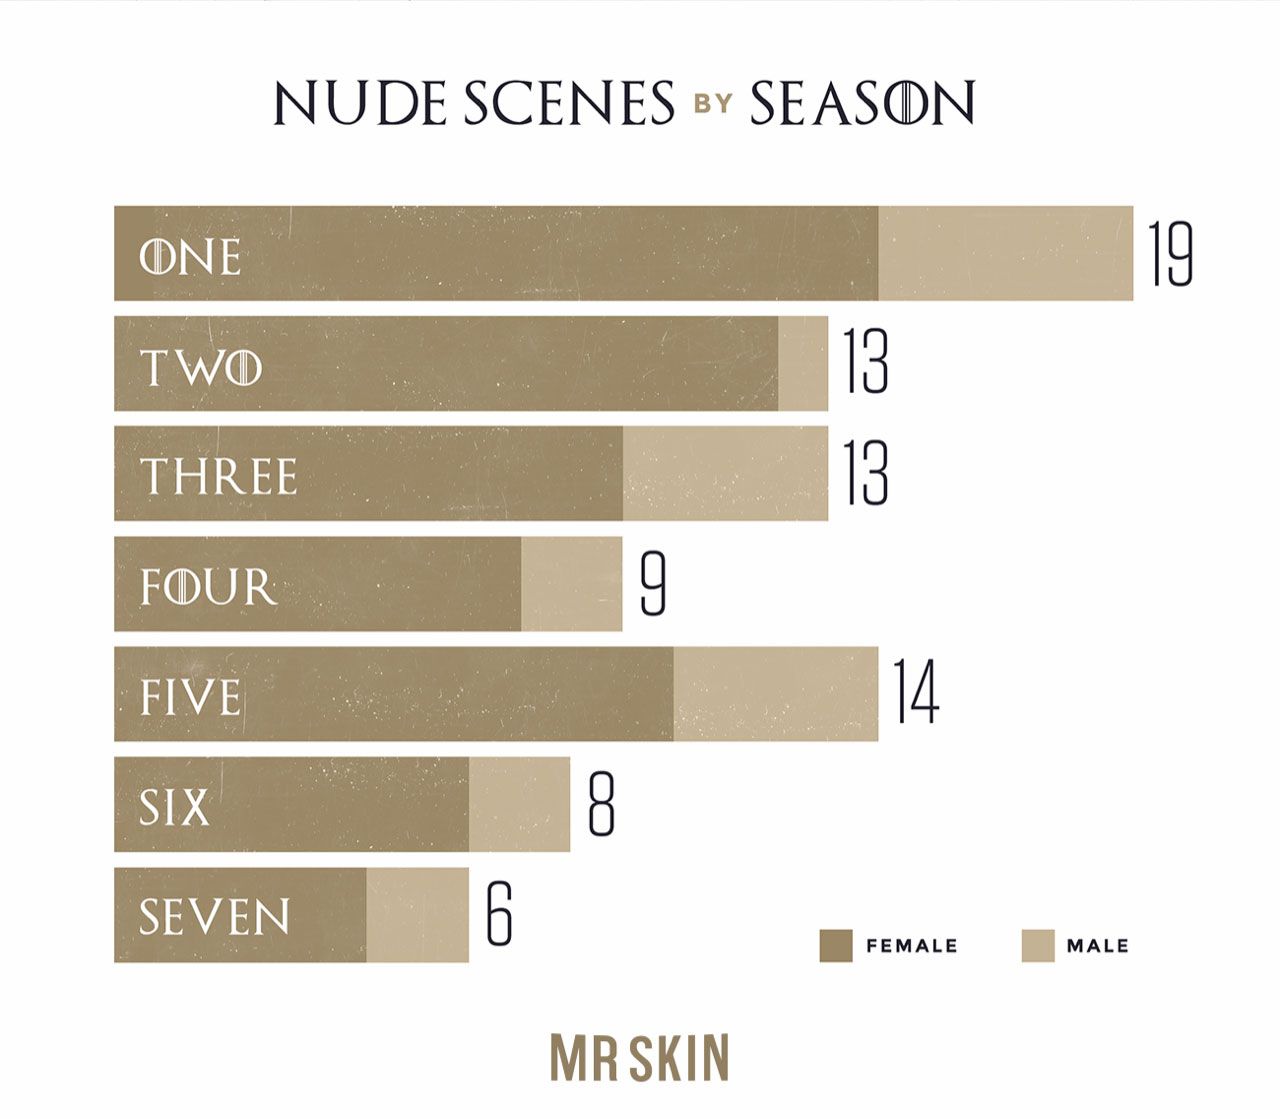 NUDE SCENES BY SEASON
ONE 19
TWO 13
THREE 13
FOUR 9
FIVE 14
SIX 8
SEVEN 6
FEMALE MALE
MR SKIN